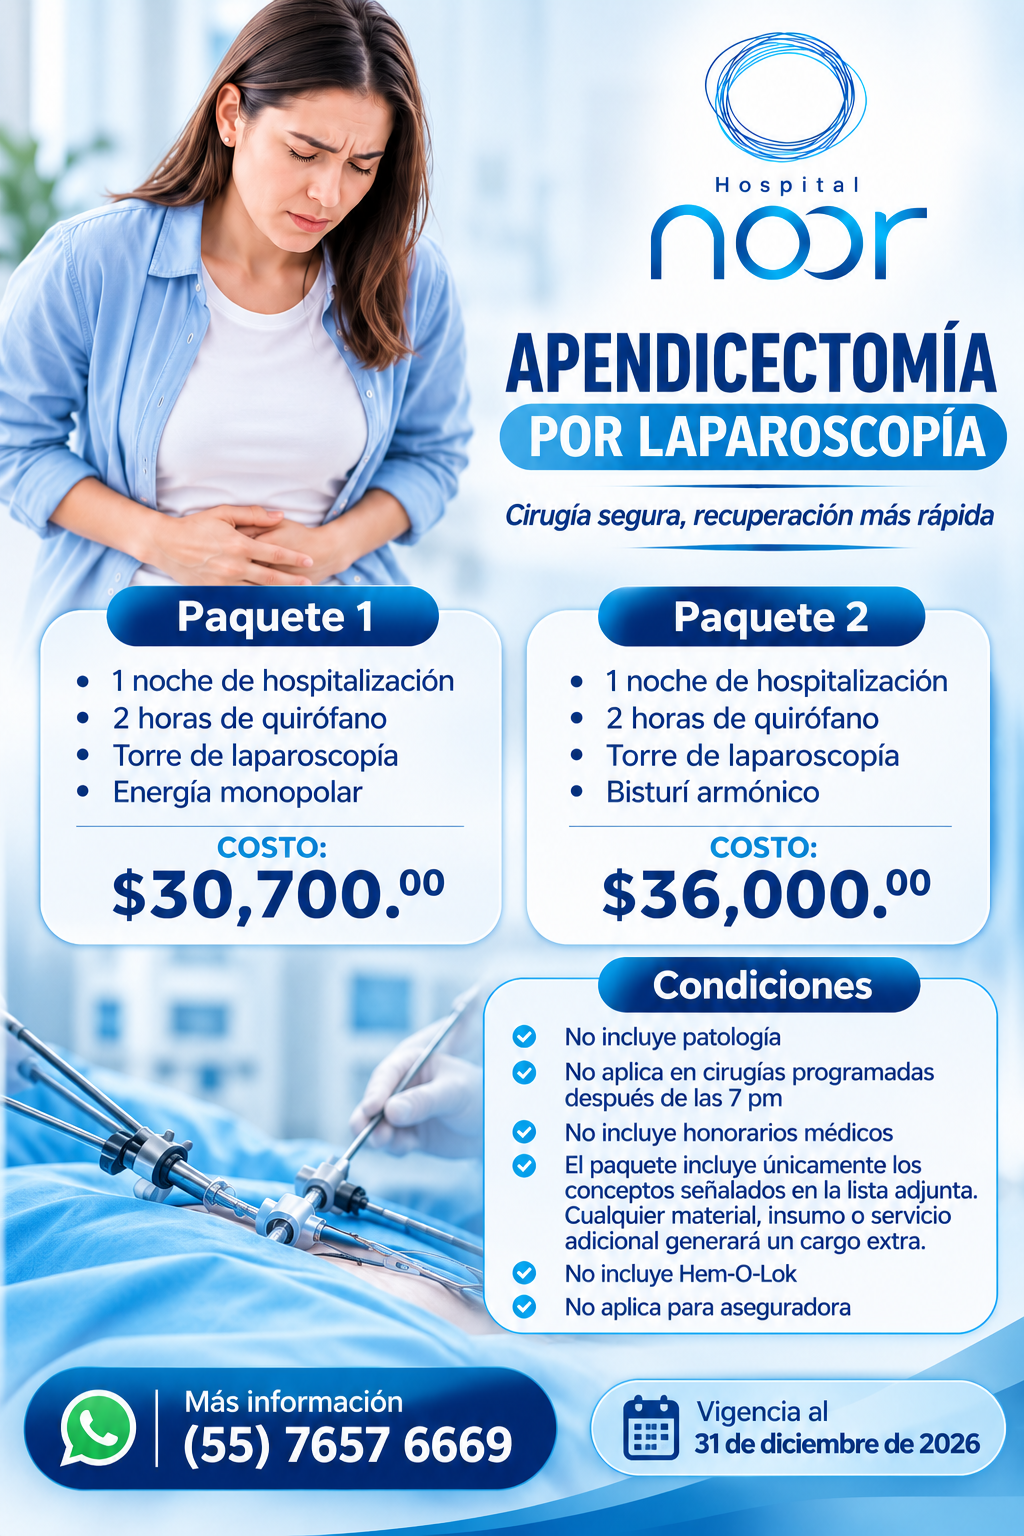 Hospital
noor
APENDICECTOMÍA
POR LAPAROSCOPÍA
Cirugía segura, recuperación más rápida
Paquete 1
• 1 noche de hospitalización
• 2 horas de quirófano
• Torre de laparoscopía
• Energía monopolar
COSTO:
$30,700.00
Paquete 2
• 1 noche de hospitalización
• 2 horas de quirófano
• Torre de laparoscopía
• Bisturí armónico
COSTO:
$36,000.00
Condiciones
No incluye patología
No aplica en cirugías programadas
después de las 7 pm
No incluye honorarios médicos
El paquete incluye únicamente los
conceptos señalados en la lista adjunta.
Cualquier material, insumo o servicio
adicional generará un cargo extra.
No incluye Hem-O-Lok
No aplica para aseguradora
Más información
(55) 7657 6669
Vigencia al
31 de diciembre de 2026